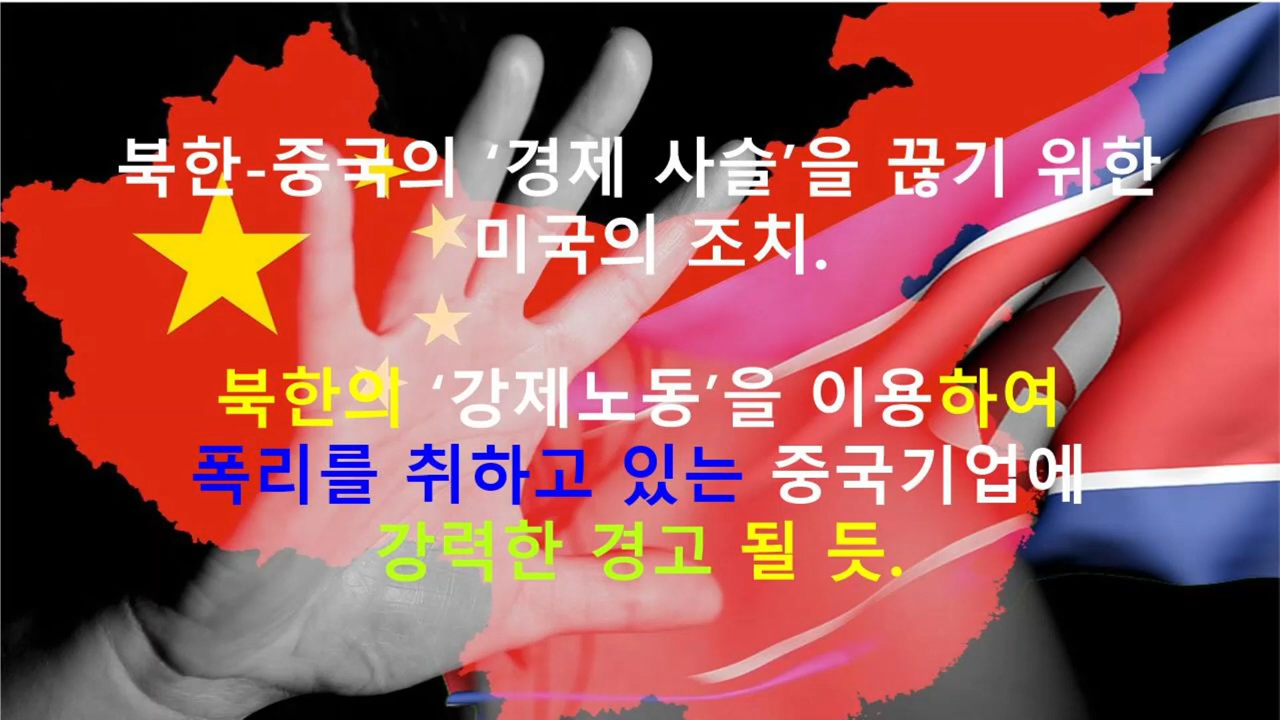 북한-중국의 ‘경제 사슬’을 끊기 위한
미국의 조치.
북한의 ‘강제노동’을 이용하여
폭리를 취하고 있는 중국기업에
강력한 경고 될 듯.